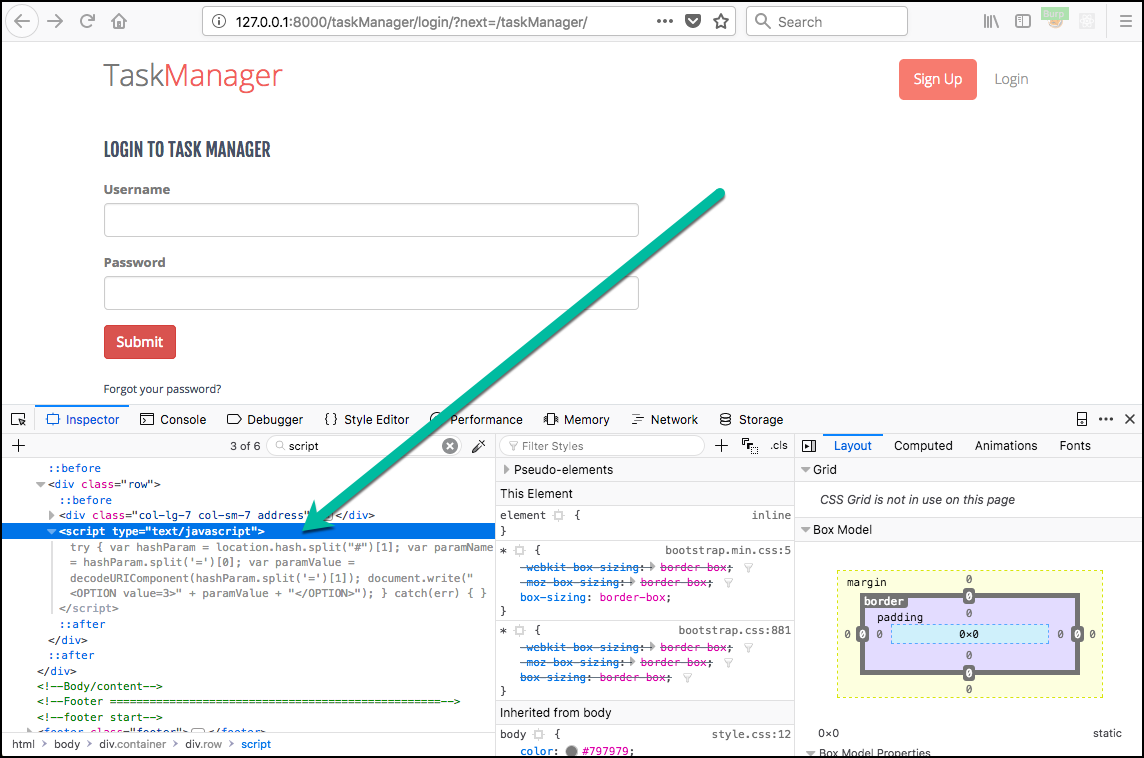 127.0.0.1:8000/taskManager/login/?next=/taskManager/
Search
Burp
TaskManager
Sign Up
Login
LOGIN TO TASK MANAGER
Username
Password
Submit
Forgot your password?
Inspector
Console
Debugger
{ } Style Editor
Performance
Memory
Network
Storage
+
3 of 6
script
Filter Styles
+
.cls
Layout
Computed
Animations
Fonts
::before
<div class="row">
::before
<div class="col-lg-7 col-sm-7 address"></div>
<script type="text/javascript">
try { var hashParam = location.hash.split("#")[1]; var paramName
= hashParam.split('=')[0]; var paramValue =
decodeURIComponent(hashParam.split('=')[1]); document.write("
<OPTION value=3>" + paramValue + "</OPTION>"); } catch(err) { }
</script>
::after
</div>
::after
</div>
<!--Body/content-->
<!--Footer ==================================================-->
<!--footer start-->
<footer class="footer"></footer>
html > body > div.container > div.row > script
Pseudo-elements
This Element
element { inline
}
* { bootstrap.min.css:5
-webkit-box-sizing: border-box;
-moz-box-sizing: border-box;
box-sizing: border-box;
}
* { bootstrap.css:881
-webkit-box-sizing: border-box;
-moz-box-sizing: border-box;
box-sizing: border-box;
}
Inherited from body
body { style.css:12
color: #797979;
Grid
CSS Grid is not in use on this page
Box Model
margin 0
border 0
padding 0
0 0 0 0×0 0 0 0
0
0
0
0×0 static
Box Model Properties